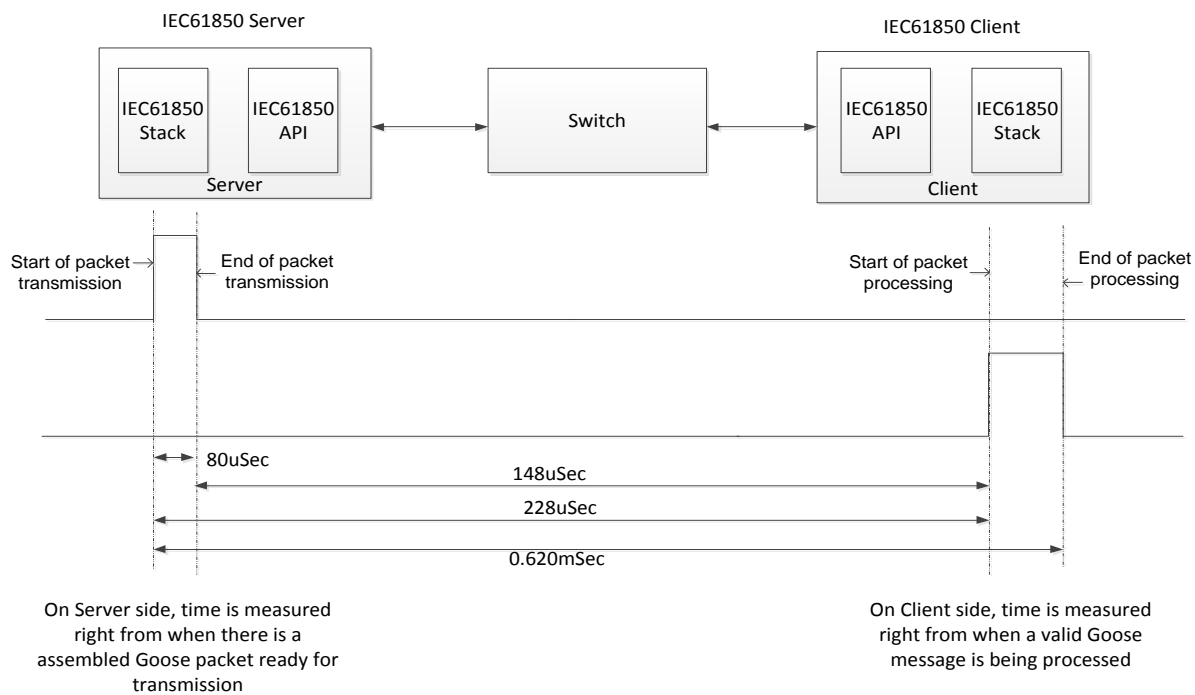 IEC61850 Server
IEC61850 Client
IEC61850
Stack
IEC61850
API
Server
Switch
IEC61850
API
IEC61850
Stack
Client
Start of packet
transmission
End of packet
transmission
Start of packet
processing
End of packet
processing
80uSec
148uSec
228uSec
0.620mSec
On Server side, time is measured
right from when there is a
assembled Goose packet ready for
transmission
On Client side, time is measured
right from when a valid Goose
message is being processed